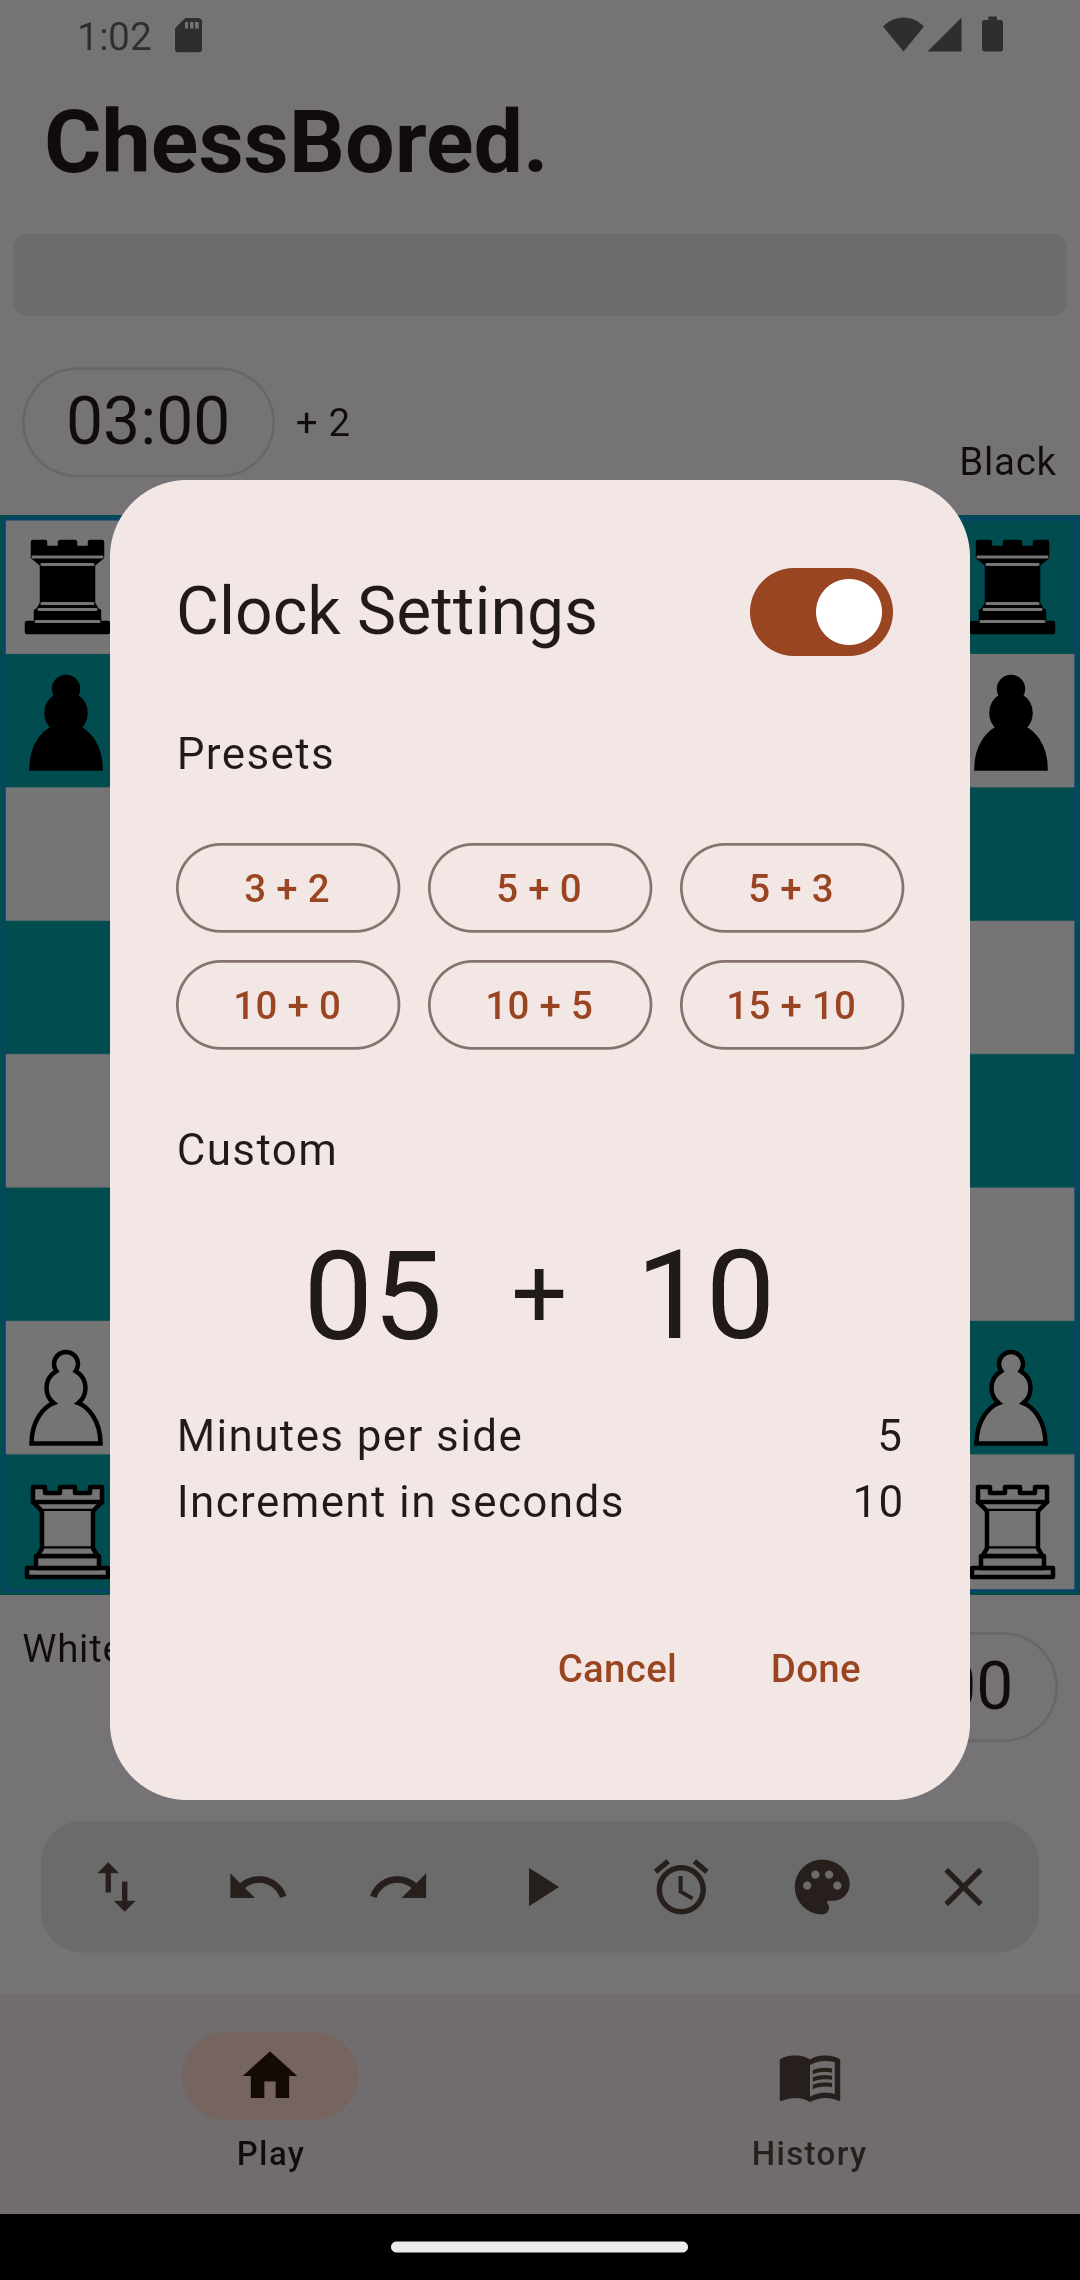 1:02
ChessBored.
03:00 + 2
Black
Clock Settings
Presets
3 + 2 5 + 0 5 + 3
10 + 0 10 + 5 15 + 10
Custom
05 + 10
Minutes per side 5
Increment in seconds 10
White
Cancel Done
Play History